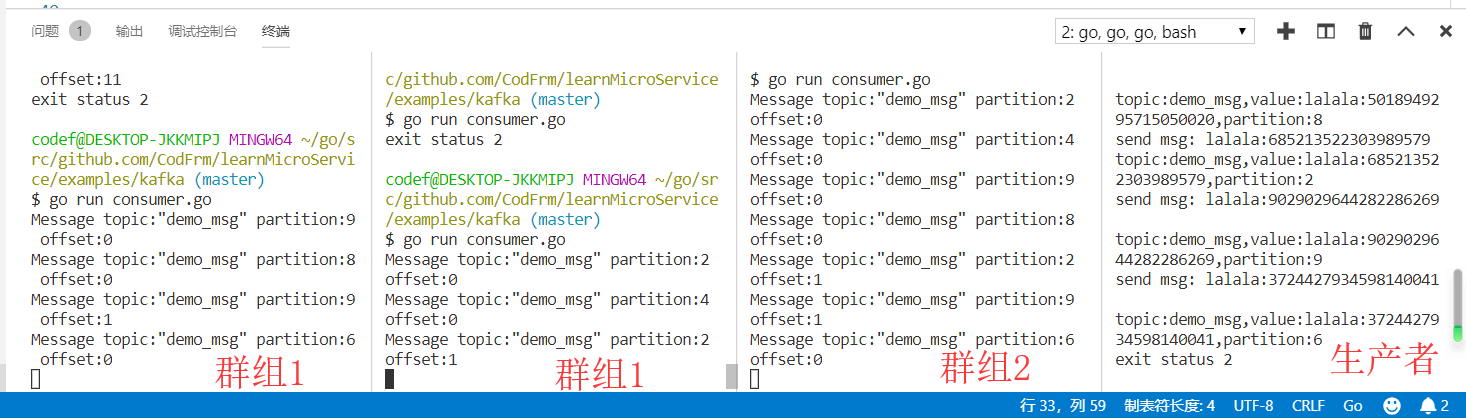 问题 1 输出 调试控制台 终端 2: go, go, go, bash
offset:11
exit status 2
codef@DESKTOP-JKKMIPJ MINGW64 ~/go/s
rc/github.com/CodFrm/learnMicroServi
ce/examples/kafka (master)
$ go run consumer.go
Message topic:"demo_msg" partition:9
offset:0
Message topic:"demo_msg" partition:8
offset:0
Message topic:"demo_msg" partition:9
offset:1
Message topic:"demo_msg" partition:6
offset:0
群组1
c/github.com/CodFrm/learnMicroService
/examples/kafka (master)
$ go run consumer.go
exit status 2
codef@DESKTOP-JKKMIPJ MINGW64 ~/go/sr
c/github.com/CodFrm/learnMicroService
/examples/kafka (master)
$ go run consumer.go
Message topic:"demo_msg" partition:2
offset:0
Message topic:"demo_msg" partition:4
offset:0
Message topic:"demo_msg" partition:2
offset:1
群组1
$ go run consumer.go
Message topic:"demo_msg" partition:2
offset:0
Message topic:"demo_msg" partition:4
offset:0
Message topic:"demo_msg" partition:9
offset:0
Message topic:"demo_msg" partition:8
offset:0
Message topic:"demo_msg" partition:2
offset:1
Message topic:"demo_msg" partition:9
offset:1
Message topic:"demo_msg" partition:6
offset:0
群组2
topic:demo_msg,value:lalala:50189492
95715050020,partition:8
send msg: lalala:685213522303989579
topic:demo_msg,value:lalala:68521352
2303989579,partition:2
send msg: lalala:9029029644282286269
topic:demo_msg,value:lalala:90290296
44282286269,partition:9
send msg: lalala:3724427934598140041
topic:demo_msg,value:lalala:37244279
34598140041,partition:6
exit status 2
生产者
行 33，列 59 制表符长度: 4 UTF-8 CRLF Go 2